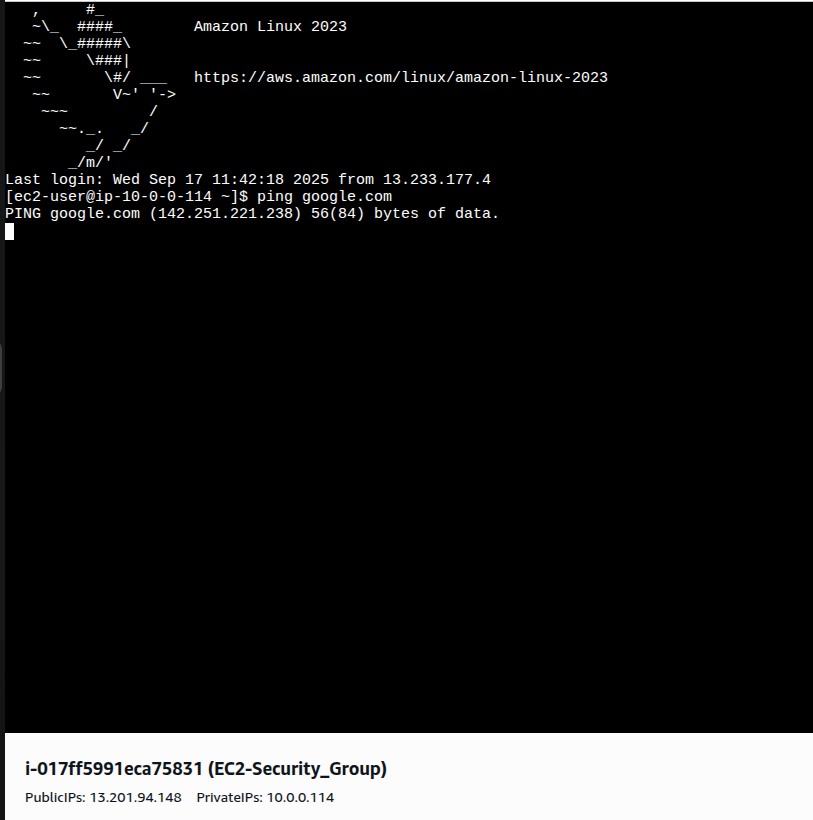 ,     #_
   ~\_  ####_        Amazon Linux 2023
  ~~  \_#####\
  ~~     \###|
  ~~       \#/ ___   https://aws.amazon.com/linux/amazon-linux-2023
   ~~       V~' '->
    ~~~         /
      ~~._.   _/
         _/ _/
       _/m/'
Last login: Wed Sep 17 11:42:18 2025 from 13.233.177.4
[ec2-user@ip-10-0-0-114 ~]$ ping google.com
PING google.com (142.251.221.238) 56(84) bytes of data.
i-017ff5991eca75831 (EC2-Security_Group)
PublicIPs: 13.201.94.148    PrivateIPs: 10.0.0.114